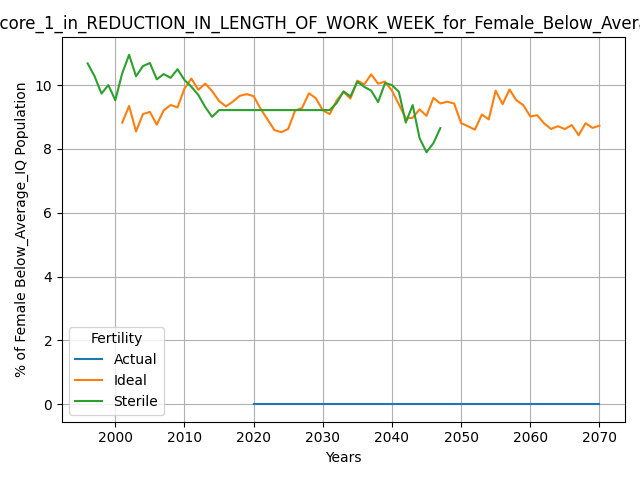 core_1_in_REDUCTION_IN_LENGTH_OF_WORK_WEEK_for_Female_Below_Avera
% of Female Below_Average_IQ Population
10
8
6
4
2
0
Fertility
Actual
Ideal
Sterile
2000 2010 2020 2030 2040 2050 2060 2070
Years